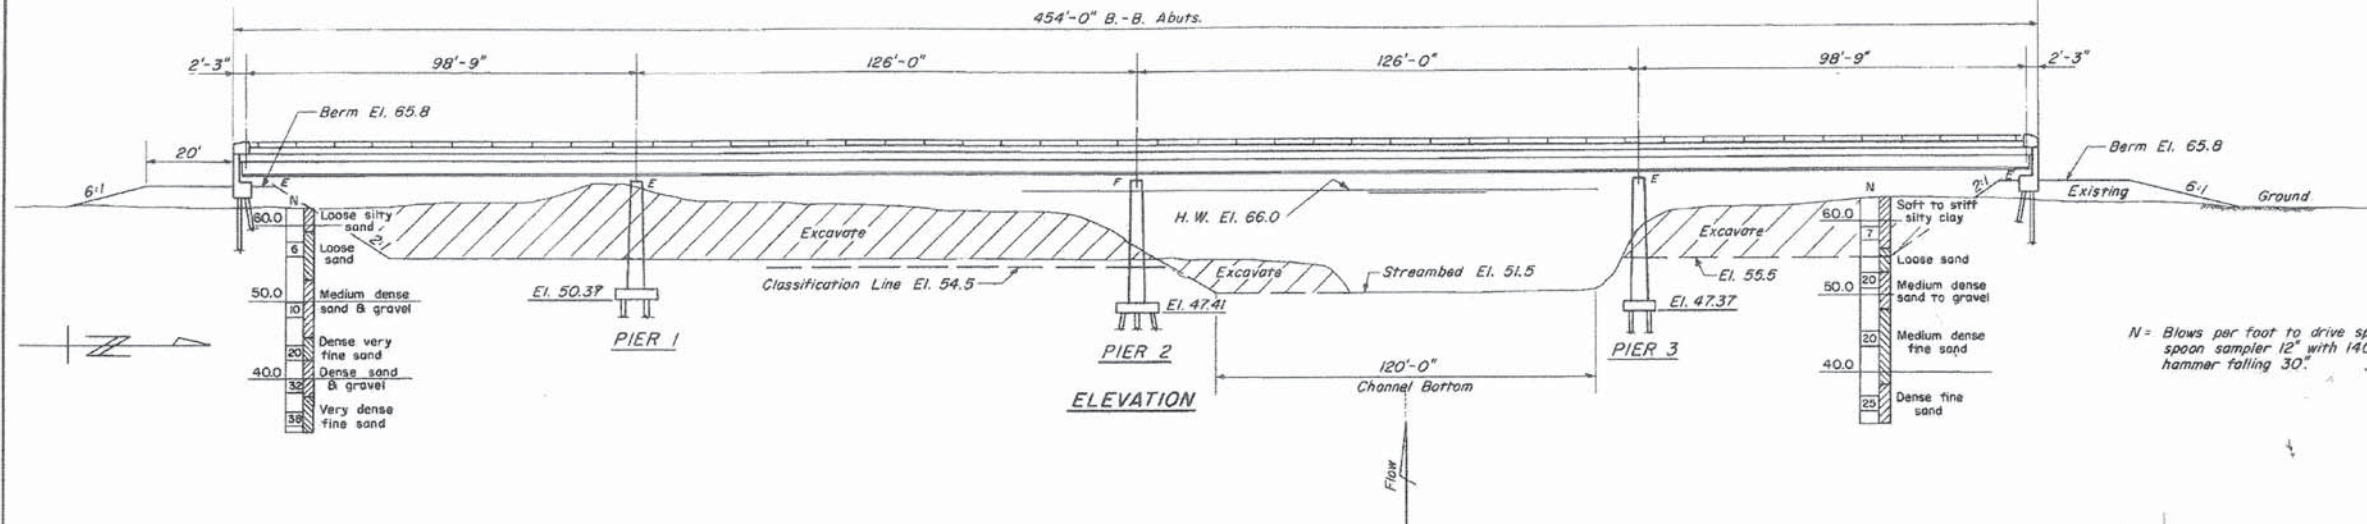 454'-0" B.-B. Abuts.
2'-3"
98'-9"
126'-0"
126'-0"
98'-9"
2'-3"
Berm El. 65.8
Berm El. 65.8
20'
6:1
E
E
F
E
E
2:1
Existing
6:1
Ground
H.W. El. 66.0
N
60.0
Loose silty
sand
2:1
6
Loose
sand
50.0
Medium dense
sand & gravel
10
Dense very
fine sand
20
40.0
Dense sand
& gravel
32
Very dense
fine sand
38
Excavate
Classification Line El. 54.5
Excavate
Streambed El. 51.5
Excavate
El. 55.5
El. 50.37
PIER 1
El. 47.41
PIER 2
El. 47.37
PIER 3
N
60.0
Soft to stiff
silty clay
7
Loose sand
20
50.0
Medium dense
sand to gravel
20
Medium dense
fine sand
40.0
25
Dense fine
sand
120'-0"
Channel Bottom
ELEVATION
Flow
N
N = Blows per foot to drive
spoon sampler 12" with
hammer falling 30".